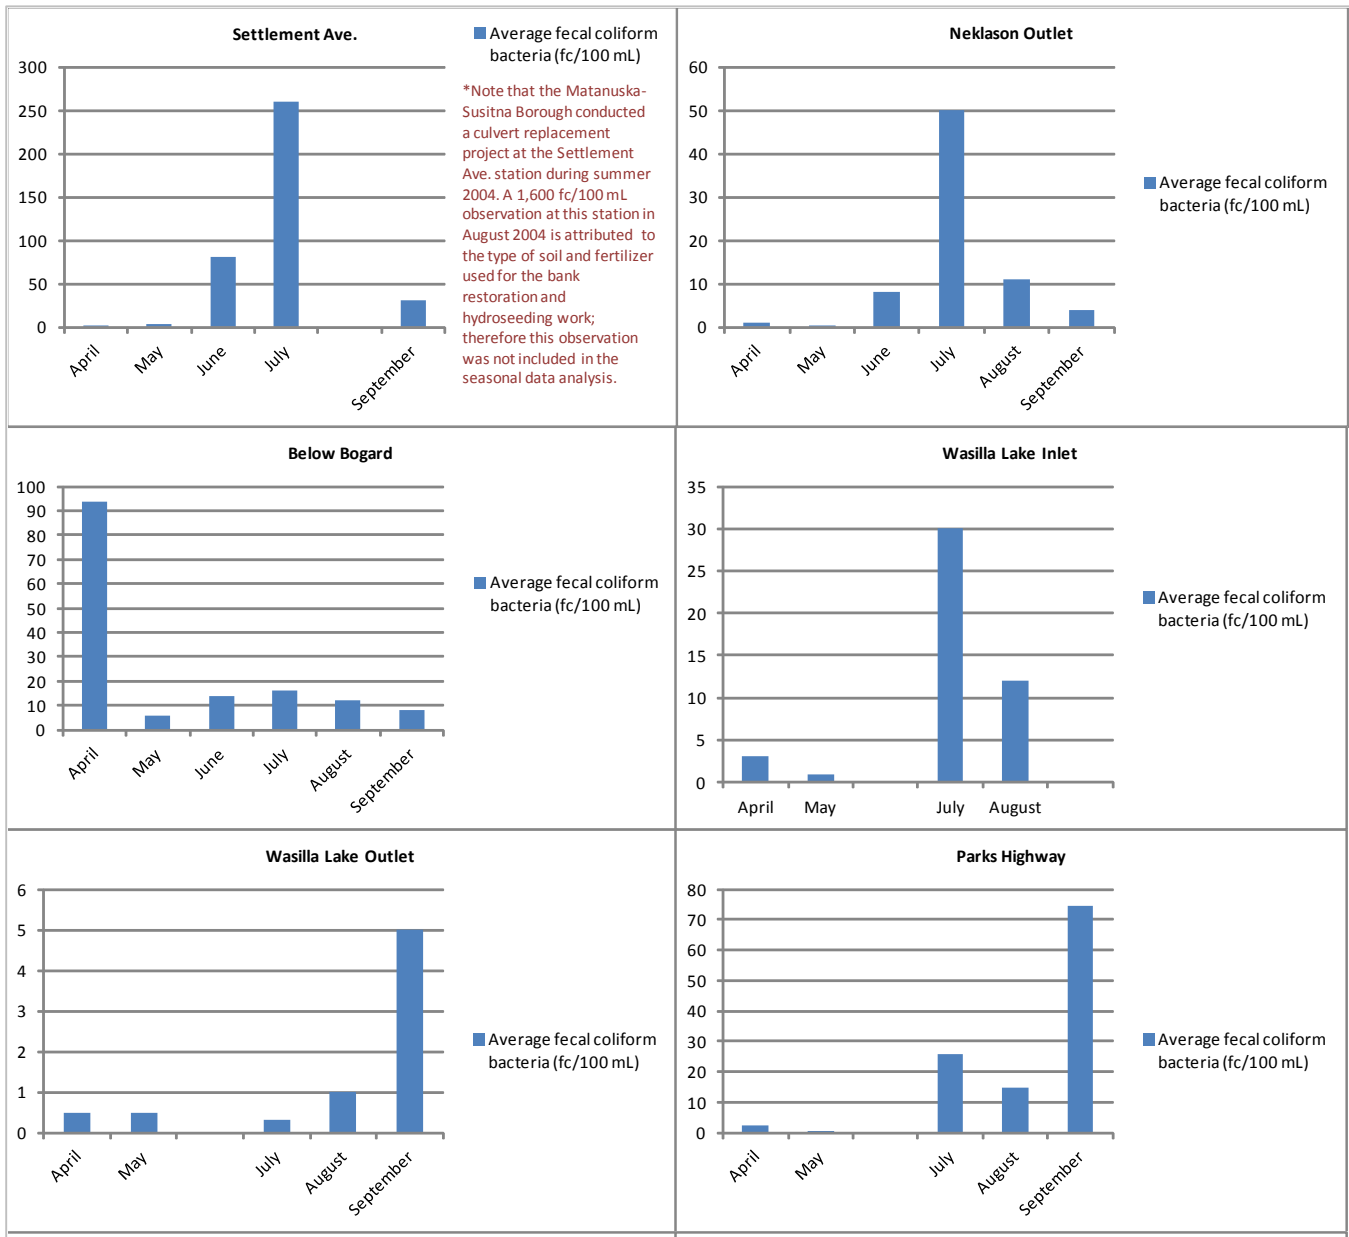 Settlement Ave.
Average fecal coliform
bacteria (fc/100 mL)
300
250
200
150
100
50
0
April
May
June
July
September
*Note that the Matanuska-
Susitna Borough conducted
a culvert replacement
project at the Settlement
Ave. station during summer
2004. A 1,600 fc/100 mL
observation at this station in
August 2004 is attributed to
the type of soil and fertilizer
used for the bank
restoration and
hydroseeding work;
therefore this observation
was not included in the
seasonal data analysis.
Neklason Outlet
60
50
40
30
20
10
0
April
May
June
July
August
September
Average fecal coliform
bacteria (fc/100 mL)
Below Bogard
100
90
80
70
60
50
40
30
20
10
0
April
May
June
July
August
September
Average fecal coliform
bacteria (fc/100 mL)
Wasilla Lake Inlet
35
30
25
20
15
10
5
0
April
May
July
August
Average fecal coliform
bacteria (fc/100 mL)
Wasilla Lake Outlet
6
5
4
3
2
1
0
April
May
July
August
September
Average fecal coliform
bacteria (fc/100 mL)
Parks Highway
80
70
60
50
40
30
20
10
0
April
May
July
August
September
Average fecal coliform
bacteria (fc/100 mL)